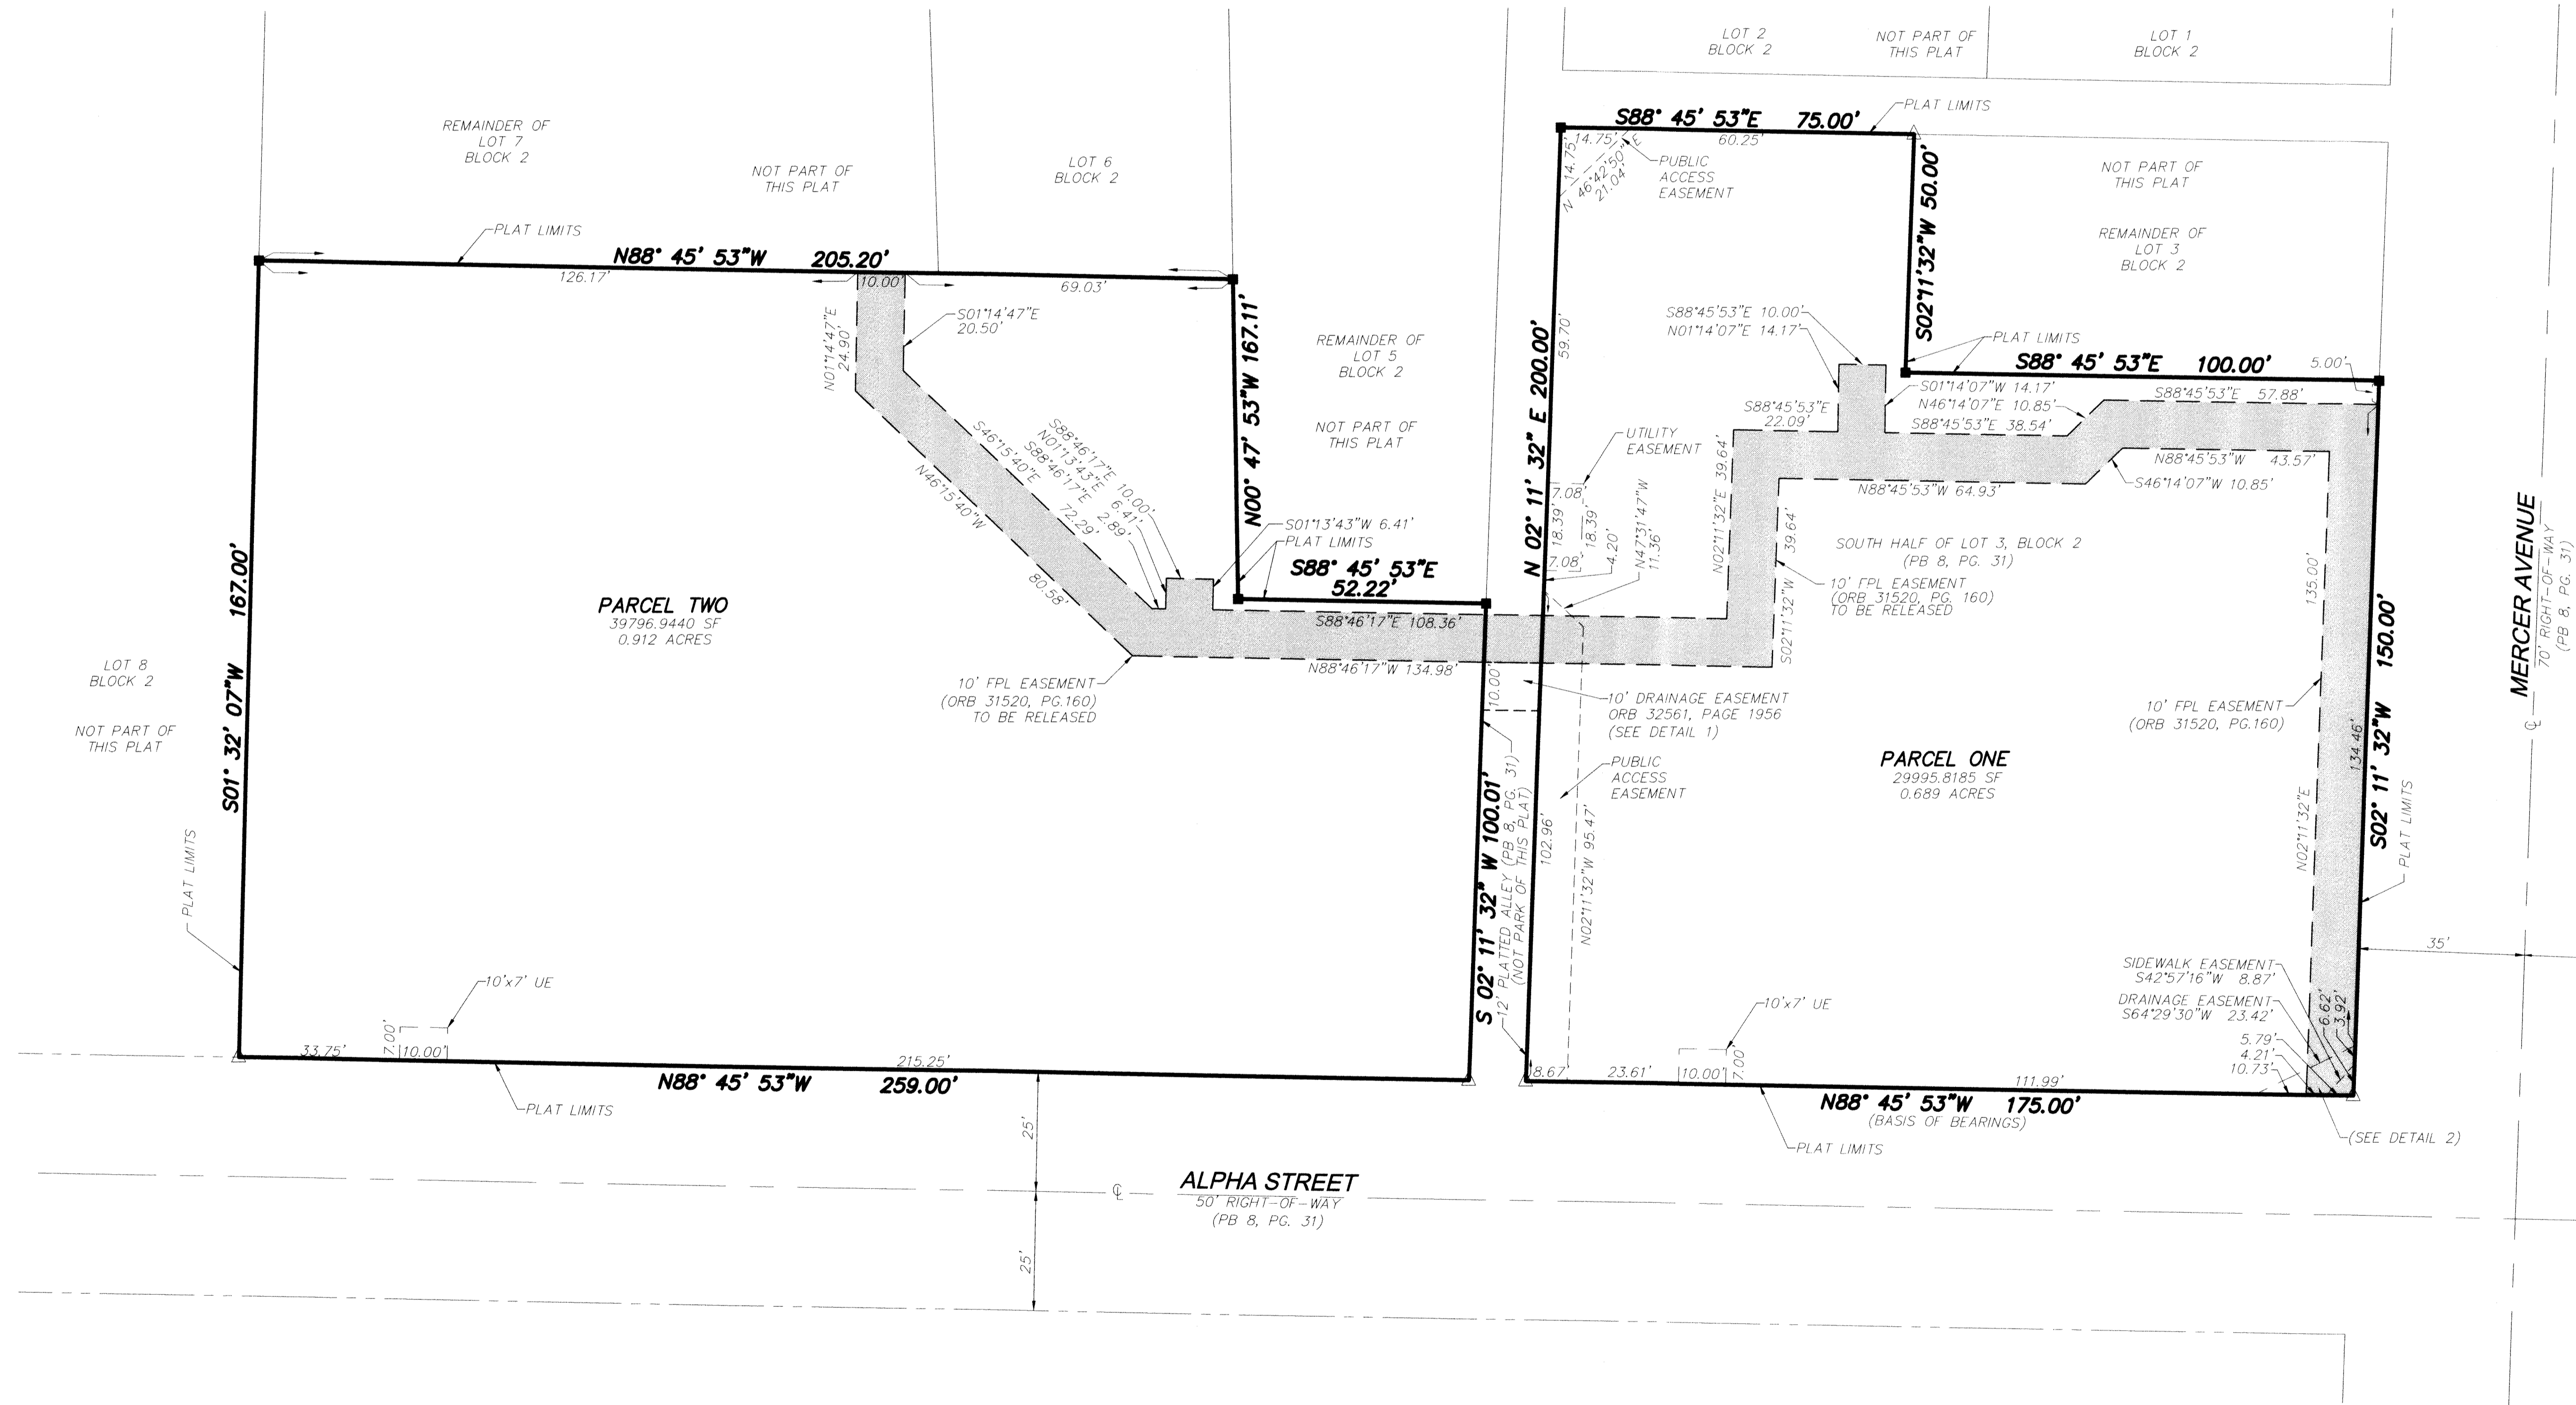 LOT 2
BLOCK 2
NOT PART OF
THIS PLAT
LOT 1
BLOCK 2
REMAINDER OF
LOT 7
BLOCK 2
NOT PART OF
THIS PLAT
LOT 6
BLOCK 2
PLAT LIMITS
N88° 45' 53"W 205.20'
126.17'
10.00'
69.03'
N01°14'47"E
24.90'
S01°14'47"E
20.50'
N00° 47' 53"W 167.11'
REMAINDER OF
LOT 5
BLOCK 2
NOT PART OF
THIS PLAT
S46°15'40"E
72.29'
N46°15'40"W
80.58'
S88°46'17"E 10.00'
N01°13'43"E 6.41'
S88°46'17"E 2.89'
S01°13'43"W 6.41'
PLAT LIMITS
S88° 45' 53"E
52.22'
S88°46'17"E 108.36'
N88°46'17"W 134.98'
PARCEL TWO
39796.9440 SF
0.912 ACRES
10' FPL EASEMENT
(ORB 31520, PG.160)
TO BE RELEASED
LOT 8
BLOCK 2
NOT PART OF
THIS PLAT
S01° 32' 07"W 167.00'
PLAT LIMITS
10'x7' UE
33.75'
7.00'
10.00'
215.25'
N88° 45' 53"W 259.00'
PLAT LIMITS
S 02° 11' 32" W 100.01'
12' PLATTED ALLEY (PB 8, PG. 31)
(NOT PARK OF THIS PLAT)
10.00'
10' DRAINAGE EASEMENT
ORB 32561, PAGE 1956
(SEE DETAIL 1)
S88° 45' 53"E 75.00'
PLAT LIMITS
14.75'
60.25'
14.75'
N 46°42'50" E
21.04'
PUBLIC
ACCESS
EASEMENT
S02°11'32"W 50.00'
NOT PART OF
THIS PLAT
REMAINDER OF
LOT 3
BLOCK 2
PLAT LIMITS
S88° 45' 53"E 100.00'
5.00'
N 02° 11' 32" E 200.00'
59.70'
S88°45'53"E 10.00'
N01°14'07"E 14.17'
S01°14'07"W 14.17'
N46°14'07"E 10.85'
S88°45'53"E
22.09'
S88°45'53"E 38.54'
S88°45'53"E 57.88'
N88°45'53"W 43.57'
S46°14'07"W 10.85'
N88°45'53"W 64.93'
UTILITY
EASEMENT
7.08'
18.39'
18.39'
7.08'
4.20'
N47°31'47"W
11.36'
N02°11'32"E 39.64'
39.64'
S02°11'32"W
SOUTH HALF OF LOT 3, BLOCK 2
(PB 8, PG. 31)
10' FPL EASEMENT
(ORB 31520, PG. 160)
TO BE RELEASED
135.00'
N02°11'32"E
10' FPL EASEMENT
(ORB 31520, PG.160)
134.46'
S02° 11' 32"W 150.00'
PLAT LIMITS
MERCER AVENUE
70' RIGHT-OF-WAY
(PB 8, PG. 31)
PARCEL ONE
29995.8185 SF
0.689 ACRES
PUBLIC
ACCESS
EASEMENT
102.96'
N02°11'32"W 95.47'
35'
SIDEWALK EASEMENT
S42°57'16"W 8.87'
DRAINAGE EASEMENT
S64°29'30"W 23.42'
5.79'
4.21'
10.73'
6.62'
3.92'
10'x7' UE
8.67'
23.61'
10.00'
7.00'
111.99'
N88° 45' 53"W 175.00'
(BASIS OF BEARINGS)
PLAT LIMITS
(SEE DETAIL 2)
25'
25'
ALPHA STREET
50' RIGHT-OF-WAY
(PB 8, PG. 31)